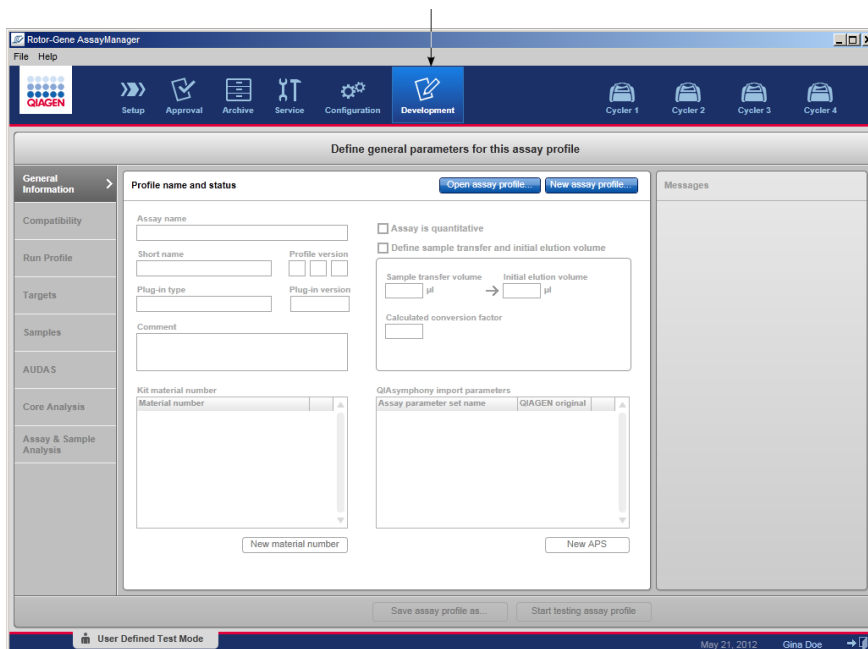 Rotor-Gene AssayManager
File Help
QIAGEN
Setup
Approval
Archive
Service
Configuration
Development
Cycler 1
Cycler 2
Cycler 3
Cycler 4
Define general parameters for this assay profile
General Information
Compatibility
Run Profile
Targets
Samples
AUDAS
Core Analysis
Assay & Sample Analysis
Profile name and status
Open assay profile...
New assay profile...
Assay name
Short name
Profile version
Plug-in type
Plug-in version
Comment
Assay is quantitative
Define sample transfer and initial elution volume
Sample transfer volume
µl
Initial elution volume
µl
Calculated conversion factor
Kit material number
Material number
New material number
QIAsymphony import parameters
Assay parameter set name
QIAGEN original
New APS
Messages
Save assay profile as...
Start testing assay profile
User Defined Test Mode
May 21, 2012
Gina Doe